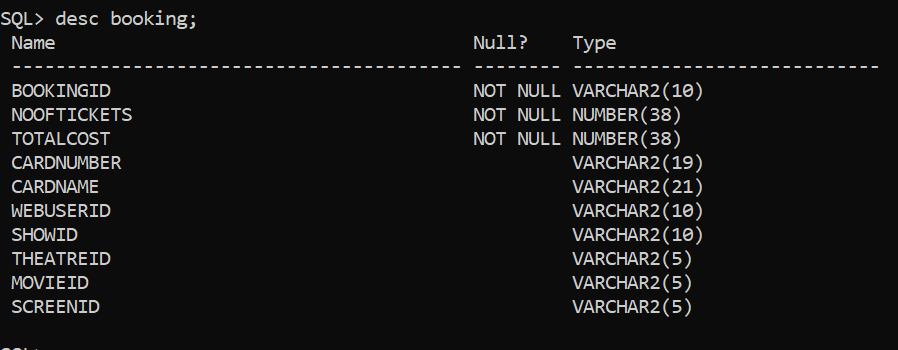 SQL> desc booking;
Name Null? Type
----------------------------------------- -------- ----------------------------
BOOKINGID NOT NULL VARCHAR2(10)
NOOFTICKETS NOT NULL NUMBER(38)
TOTALCOST NOT NULL NUMBER(38)
CARDNUMBER VARCHAR2(19)
CARDNAME VARCHAR2(21)
WEBUSERID VARCHAR2(10)
SHOWID VARCHAR2(10)
THEATREID VARCHAR2(5)
MOVIEID VARCHAR2(5)
SCREENID VARCHAR2(5)